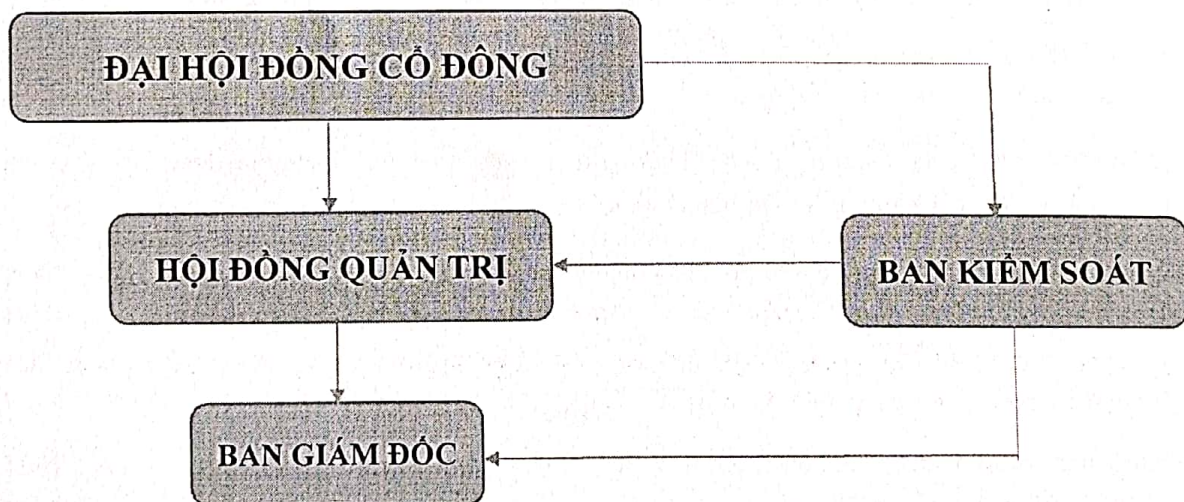 ĐẠI HỘI ĐỒNG CỔ ĐÔNG
HỘI ĐỒNG QUẢN TRỊ
BAN KIỂM SOÁT
BAN GIÁM ĐỐC